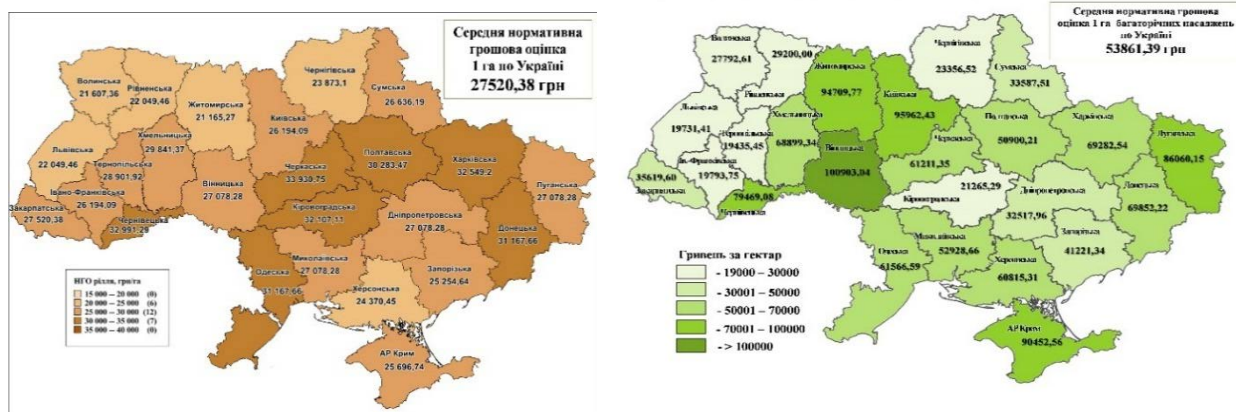 Середня нормативна
грошова оцінка
1 га по Україні
27520,38 грн
Волинська
21 607,36
Рівненська
22 049,46
Житомирська
21 165,27
Чернігівська
23 873,1
Сумська
26 636,19
Київська
26 194,09
Львівська
22 049,46
Тернопільська
28 901,92
Хмельницька
29 841,37
Івано-Франківська
26 194,09
Закарпатська
27 520,38
Чернівецька
32 991,29
Вінницька
27 078,28
Черкаська
33 930,75
Полтавська
30 283,47
Харківська
32 549,2
Луганська
27 078,28
Кіровоградська
32 107,11
Дніпропетровська
27 078,28
Донецька
31 167,66
Одеська
31 167,66
Миколаївська
27 078,28
Запорізька
25 254,64
Херсонська
24 370,45
АР Крим
25 696,74
НГО ріллі, грн/га
15 000 – 20 000 (0)
20 000 – 25 000 (6)
25 000 – 30 000 (12)
30 000 – 35 000 (7)
35 000 – 40 000 (0)
Середня нормативна грошова
оцінка 1 га багаторічних насаджень
по Україні
53861,39 грн
Волинська
27792,61
29200,00
Рівненська
Житомирська
94709,77
Чернігівська
23356,52
Сумська
33587,51
Київська
95962,43
Львівська
19731,41
Тернопільська
19435,45
Хмельницька
68899,34
Ів.-Франківська
19793,75
35619,60
Закарпатська
79469,08
Чернівецька
Вінницька
100903,04
Черкаська
61211,35
Полтавська
50900,21
Харківська
69282,54
Луганська
86060,15
21265,29
Кіровоградська
Дніпропетровська
32517,96
Донецька
69852,22
Запорізька
41221,34
Миколаївська
52928,66
Одеська
61566,59
Херсонська
60815,31
АР Крим
90452,56
Гривень за гектар
- 19000 – 30000
- 30001 – 50000
- 50001 – 70000
- 70001 – 100000
- > 100000